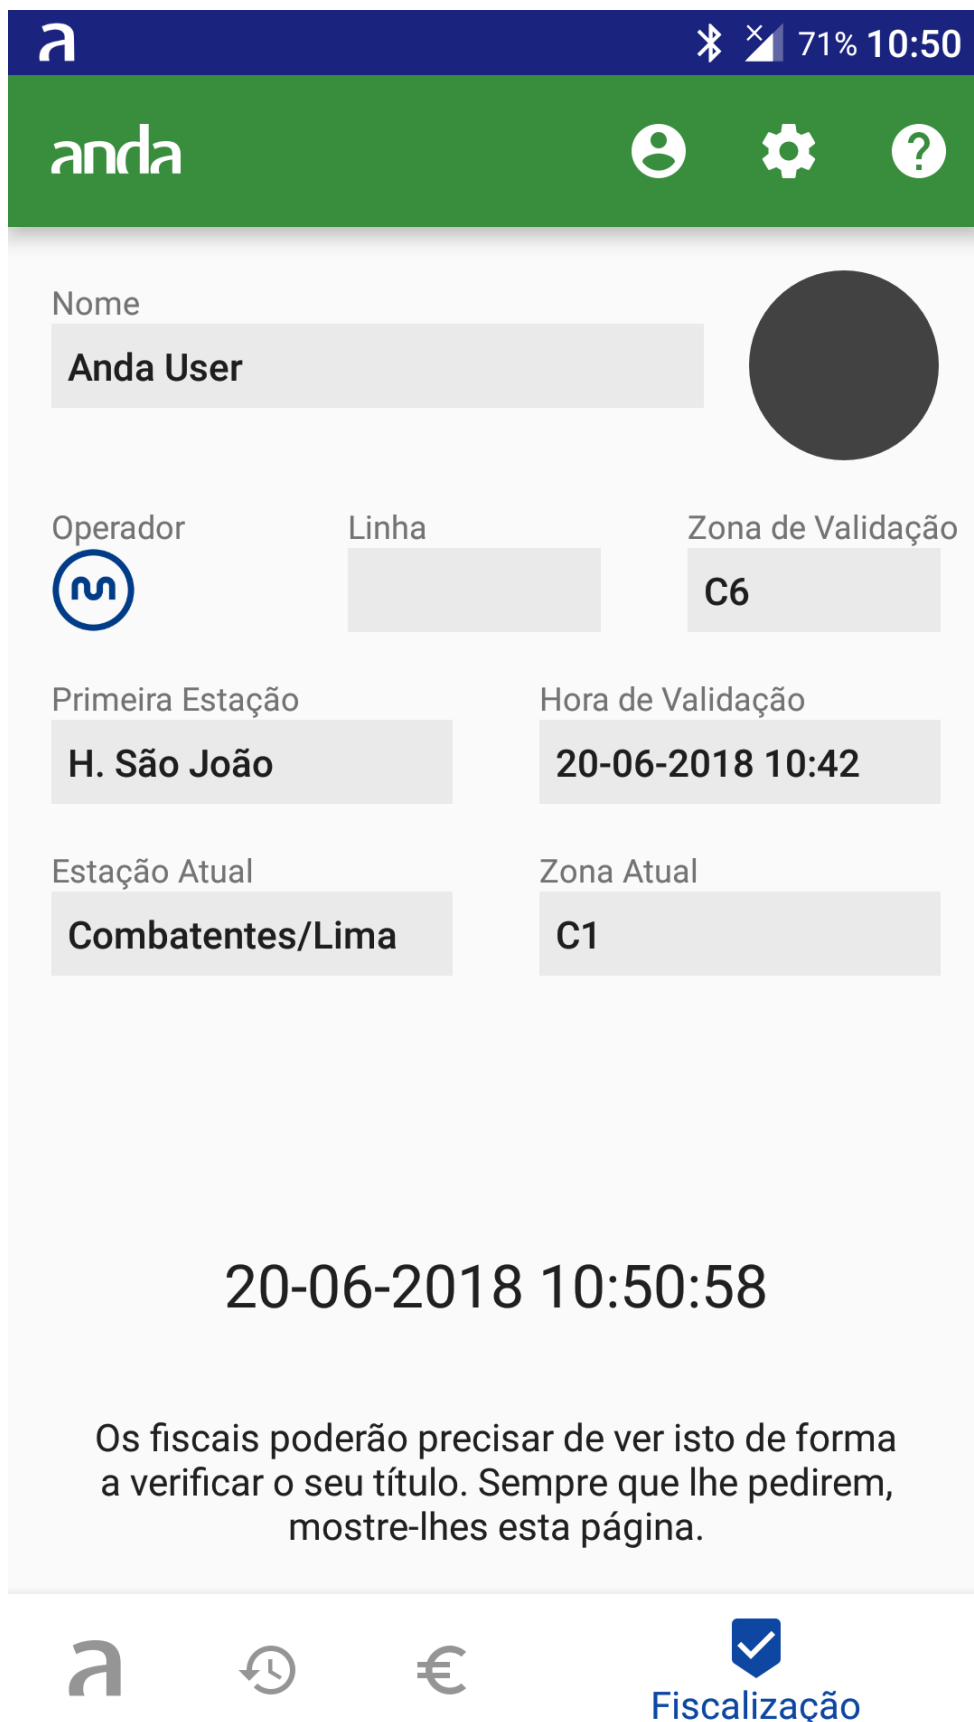 a 71% 10:50
anda
Nome
Anda User
Operador Linha Zona de Validação
C6
Primeira Estação Hora de Validação
H. São João 20-06-2018 10:42
Estação Atual Zona Atual
Combatentes/Lima C1
20-06-2018 10:50:58
Os fiscais poderão precisar de ver isto de forma
a verificar o seu título. Sempre que lhe pedirem,
mostre-lhes esta página.
a €
Fiscalização